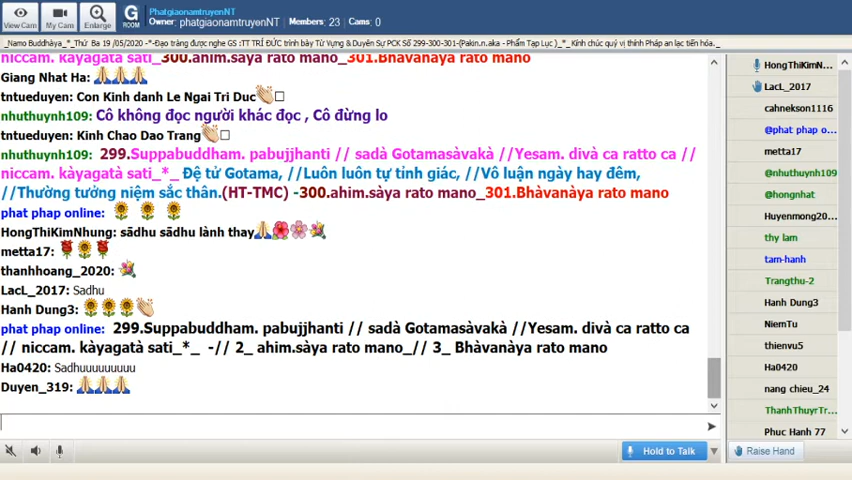 View Cam
My Cam
Enlarge
G
ROOM
PhatgiaonamtruyenNT
Owner: phatgiaonamtruyenNT | Members: 23 | Cams: 0
_Namo Buddhàya_*_Thứ Ba 19 /05/2020 -*-Đạo tràng được nghe GS :TT TRÍ ĐỨC trình bày Từ Vựng & Duyên Sự PCK Số 299-300-301-(Pakin.n.aka - Phẩm Tạp Lục )_*_ Kính chúc quý vị thính Pháp an lạc tiến hóa._
niccam. kàyagatà sati_300.ahim.sàya rato mano_301.Bhàvanàya rato mano
Giang Nhat Ha:
tntueduyen: Con Kinh danh Le Ngai Tri Duc
nhuthuynh109: Cô không đọc người khác đọc , Cô đừng lo
tntueduyen: Kinh Chao Dao Trang
nhuthuynh109: 299.Suppabuddham. pabujjhanti // sadà Gotamasàvakà //Yesam. divà ca ratto ca //
niccam. kàyagatà sati_*_ Đệ tử Gotama, //Luôn luôn tự tỉnh giác, //Vô luận ngày hay đêm,
//Thường tưởng niệm sắc thân.(HT-TMC) -300.ahim.sàya rato mano_301.Bhàvanàya rato mano
phat phap online:
HongThiKimNhung: sādhu sādhu lành thay
metta17:
thanhhoang_2020:
LacL_2017: Sadhu
Hanh Dung3:
phat phap online: 299.Suppabuddham. pabujjhanti // sadà Gotamasàvakà //Yesam. divà ca ratto ca
// niccam. kàyagatà sati_*_ -// 2_ ahim.sàya rato mano_// 3_ Bhàvanàya rato mano
Ha0420: Sadhuuuuuuuuu
Duyen_319:
Hold to Talk
HongThiKimN...
LacL_2017
cahnekson1116
@phat phap o...
metta17
@nhuthuynh109
@hongnhat
Huyenmong20...
thy lam
tam-hanh
Trangthu-2
Hanh Dung3
NiemTu
thienvu5
Ha0420
nang chieu_24
ThanhThuyrTr...
Phuc Hanh 77
Raise Hand